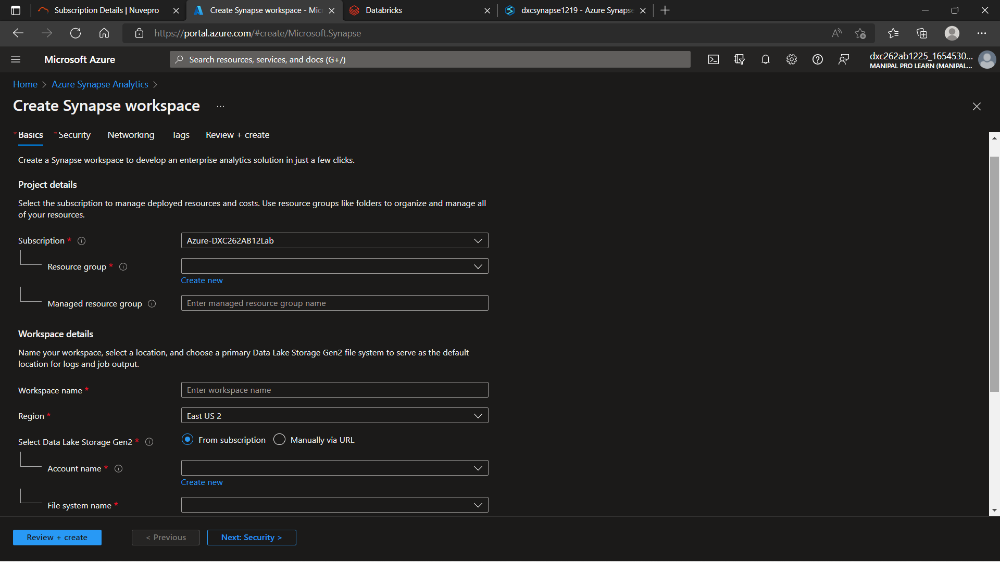 Subscription Details | Nuvepro
Create Synapse workspace - Mic
Databricks
dxcsynapse1219 - Azure Synapse
https://portal.azure.com/#create/Microsoft.Synapse
Microsoft Azure
Search resources, services, and docs (G+/)
dxc262ab1225_1654530...
MANIPAL PRO LEARN (MANIPAL...
Home > Azure Synapse Analytics >
Create Synapse workspace ...
* Basics * Security Networking Tags Review + create
Create a Synapse workspace to develop an enterprise analytics solution in just a few clicks.
Project details
Select the subscription to manage deployed resources and costs. Use resource groups like folders to organize and manage all
of your resources.
Subscription *
Azure-DXC262AB12Lab
Resource group *
Create new
Managed resource group
Enter managed resource group name
Workspace details
Name your workspace, select a location, and choose a primary Data Lake Storage Gen2 file system to serve as the default
location for logs and job output.
Workspace name *
Enter workspace name
Region *
East US 2
Select Data Lake Storage Gen2 *
From subscription
Manually via URL
Account name *
Create new
File system name *
Review + create
< Previous
Next: Security >